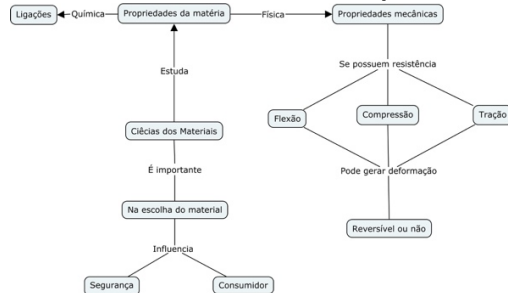 Ligações
Química
Propriedades da matéria
Física
Propriedades mecânicas
Estuda
Se possuem resistência
Flexão
Compressão
Tração
Ciêcias dos Materiais
É importante
Pode gerar deformação
Na escolha do material
Reversível ou não
Influencia
Segurança
Consumidor